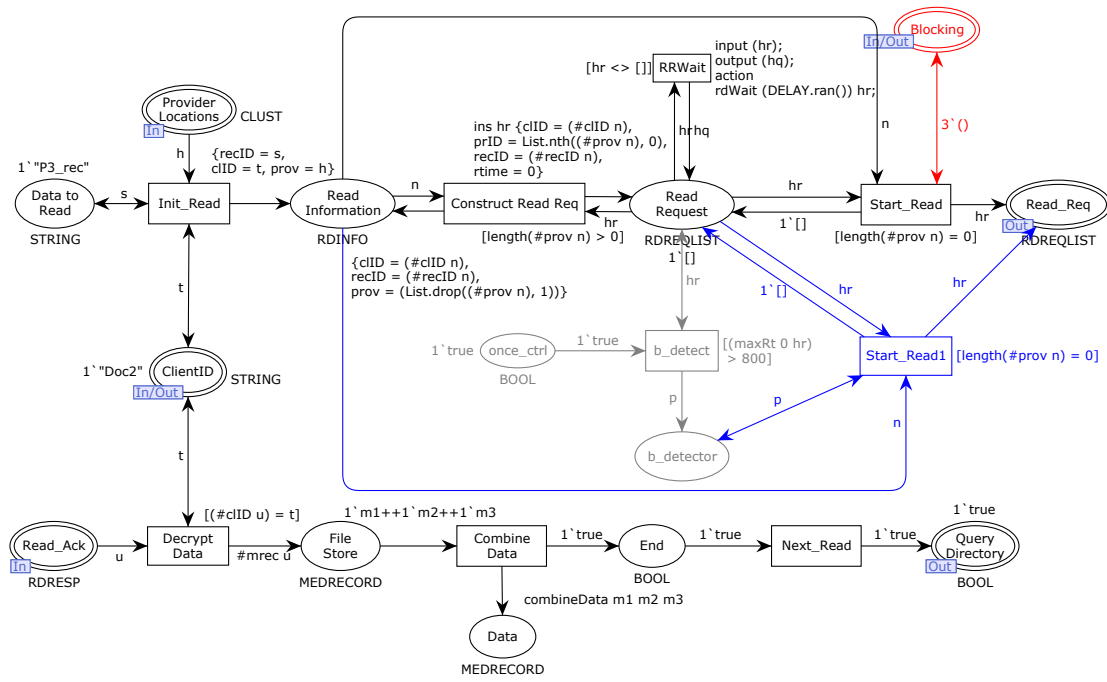 Blocking
In/Out
input (hr);
output (hq);
action
rdWait (DELAY.ran()) hr;
[hr <> []]
RRWait
Provider
Locations
In
CLUST
n
3`()
h
{recID = s,
clID = t, prov = h}
ins hr {clID = (#clID n),
prID = List.nth((#prov n), 0),
recID = (#recID n),
rtime = 0}
hr
hq
1`"P3_rec"
Data to
Read
STRING
s
Init_Read
Read
Information
RDINFO
n
Construct Read Req
[length(#prov n) > 0]
hr
Read
Request
RDREQLIST
1`[]
hr
1`[]
Start_Read
[length(#prov n) = 0]
hr
Read_Req
Out
RDREQLIST
{clID = (#clID n),
recID = (#recID n),
prov = (List.drop((#prov n), 1))}
t
hr
1`[]
hr
hr
1`true
once_ctrl
BOOL
1`true
b_detect
[(maxRt 0 hr)
> 800]
Start_Read1
[length(#prov n) = 0]
1`"Doc2"
ClientID
In/Out
STRING
p
p
n
b_detector
t
Read_Ack
In
RDRESP
u
[(#clID u) = t]
Decrypt
Data
#mrec u
File
Store
MEDRECORD
1`m1++1`m2++1`m3
Combine
Data
1`true
End
BOOL
1`true
Next_Read
1`true
1`true
Query
Directory
Out
BOOL
combineData m1 m2 m3
Data
MEDRECORD